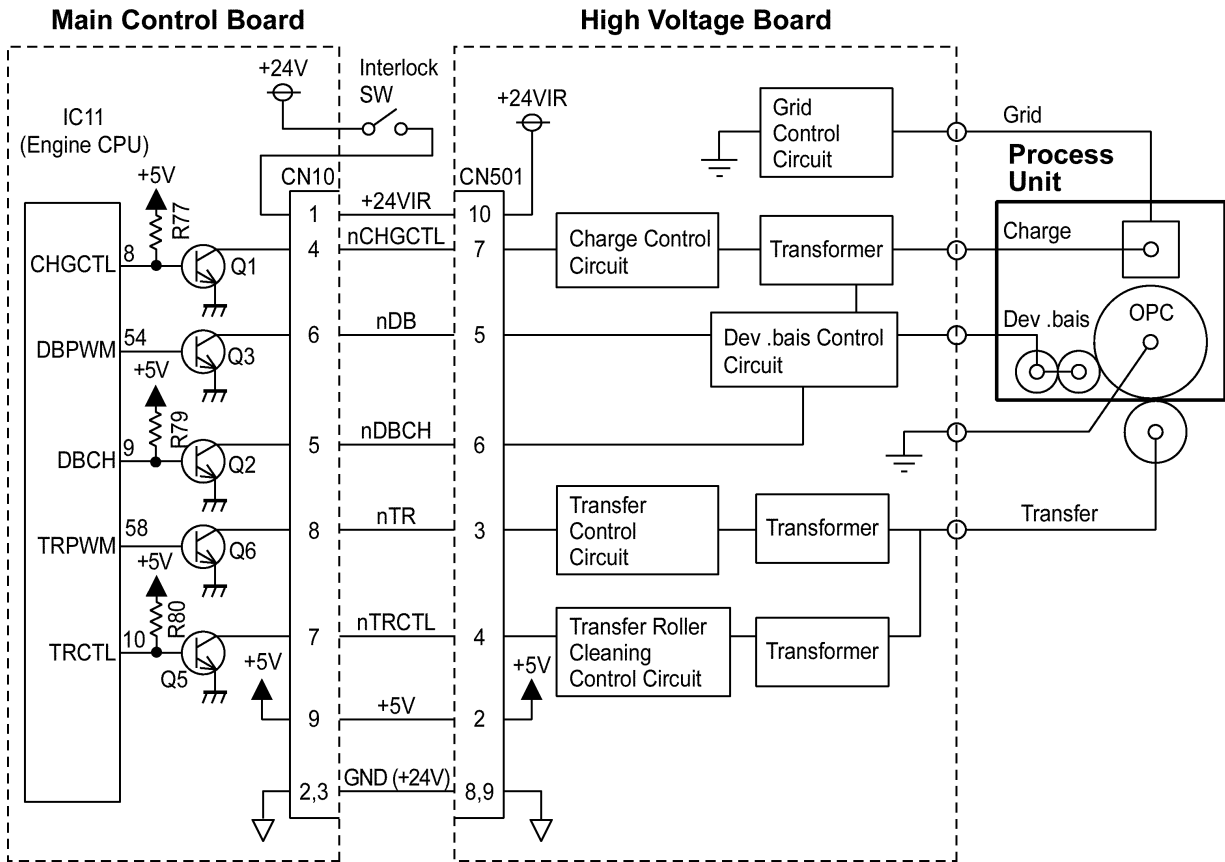 Main Control Board
High Voltage Board
+24V
Interlock
SW
+24VIR
IC11
(Engine CPU)
Grid
Control
Circuit
Grid
Process
Unit
+5V
R77
CN10
CN501
1
+24VIR
10
CHGCTL
8
Q1
4
nCHGCTL
7
Charge Control
Circuit
Transformer
Charge
DBPWM
54
Q3
6
nDB
5
Dev .bais Control
Circuit
Dev .bais
OPC
+5V
R79
DBCH
9
Q2
5
nDBCH
6
TRPWM
58
Q6
8
nTR
3
Transfer
Control
Circuit
Transformer
Transfer
+5V
R80
TRCTL
10
Q5
7
nTRCTL
4
Transfer Roller
Cleaning
Control Circuit
Transformer
+5V
+5V
9
+5V
2
2,3
GND (+24V)
8,9